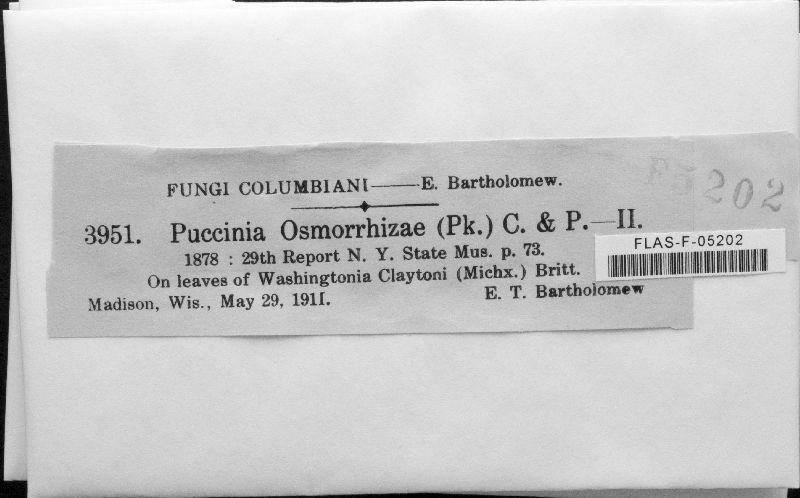 FUNGI COLUMBIANI——E. Bartholomew.
3951. Puccinia Osmorrhizae (Pk.) C. & P.—II.
1878 : 29th Report N. Y. State Mus. p. 73.
On leaves of Washingtonia Claytoni (Michx.) Britt.
Madison, Wis., May 29, 1911. E. T. Bartholomew
F5202
FLAS-F-05202